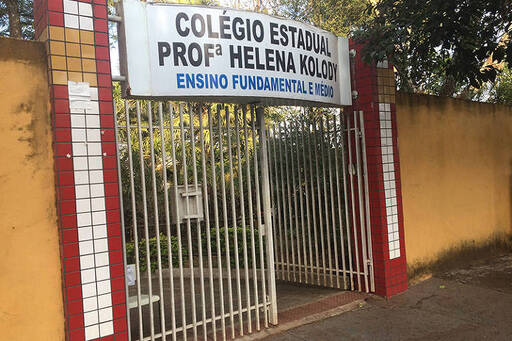 COLÉGIO ESTADUAL
PROFª HELENA KOLODY
ENSINO FUNDAMENTAL E MÉDIO